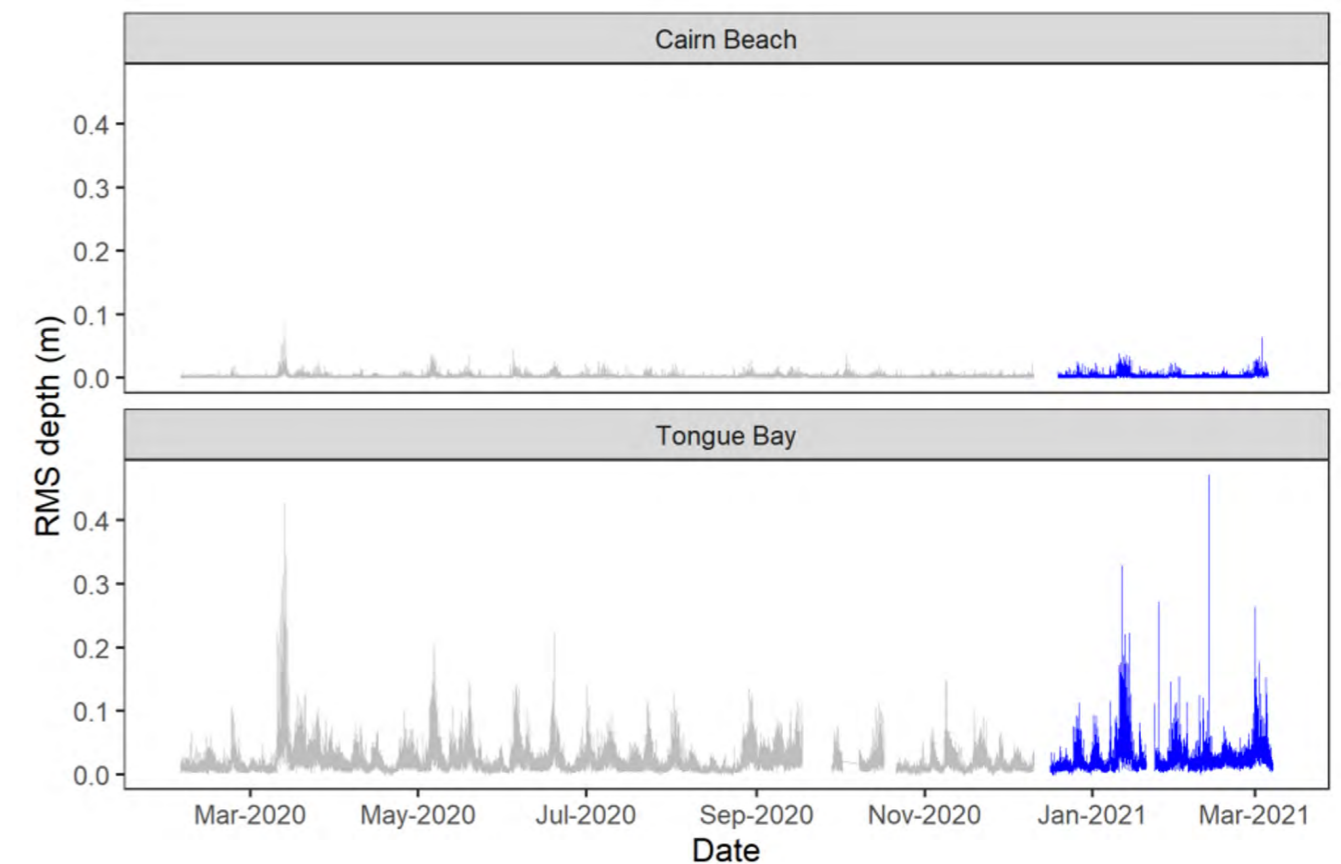 Cairn Beach
0.4
0.3
0.2
0.1
0.0
RMS depth (m)
Tongue Bay
0.4
0.3
0.2
0.1
0.0
Mar-2020 May-2020 Jul-2020 Sep-2020 Nov-2020 Jan-2021 Mar-2021
Date